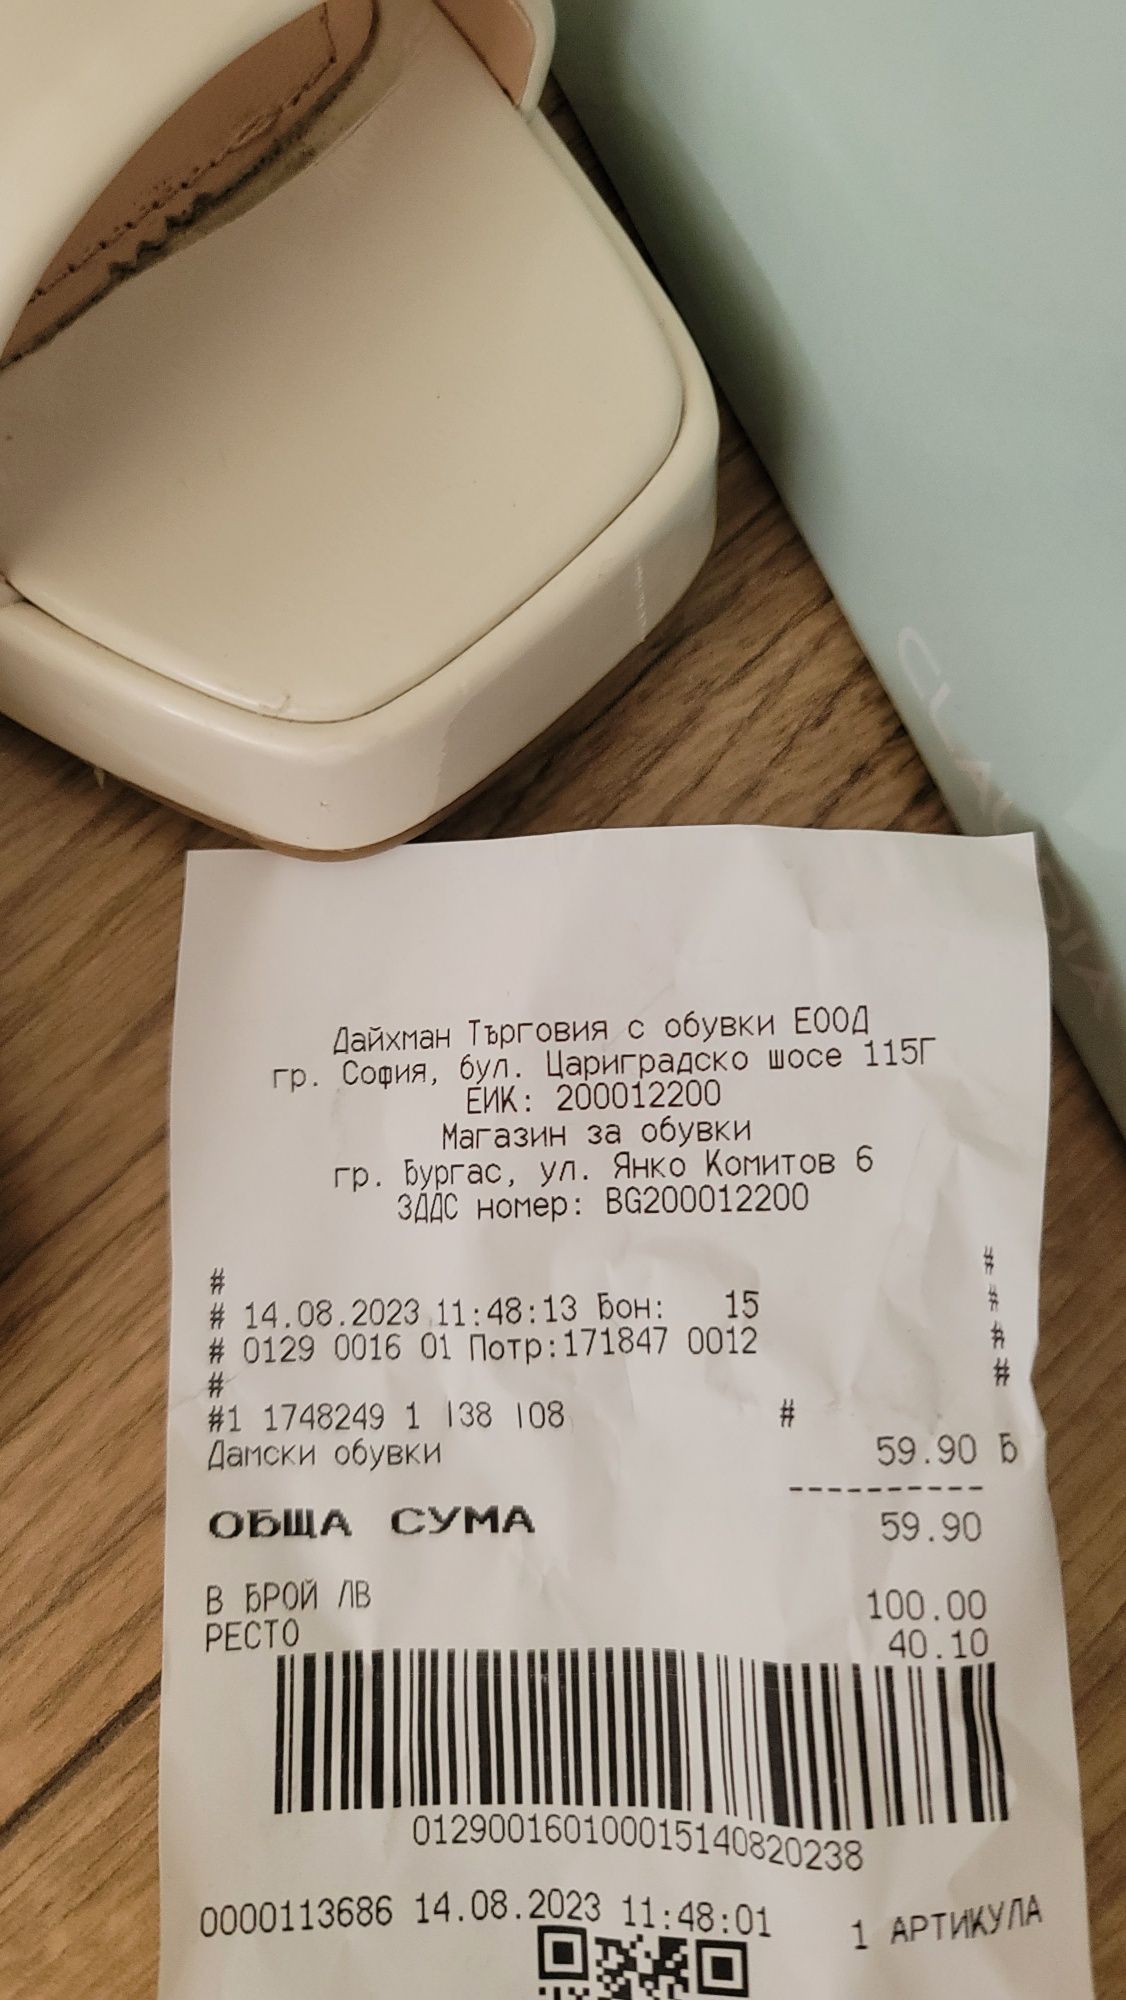 Дайхман Търговия с обувки ЕООД
гр. София, бул. Цариградско шосе 115Г
ЕИК: 200012200
Магазин за обувки
гр. Бургас, ул. Янко Комитов 6
ЗДДС номер: BG200012200
# #
# 14.08.2023 11:48:13 Бон: 15 #
# 0129 0016 01 Потр:171847 0012 #
# #
#1 1748249 1 138 108 #
Дамски обувки 59.90 Б
----------
ОБЩА СУМА 59.90
В БРОЙ ЛВ 100.00
РЕСТО 40.10
012900160100015140820238
0000113686 14.08.2023 11:48:01 1 АРТИКУЛА